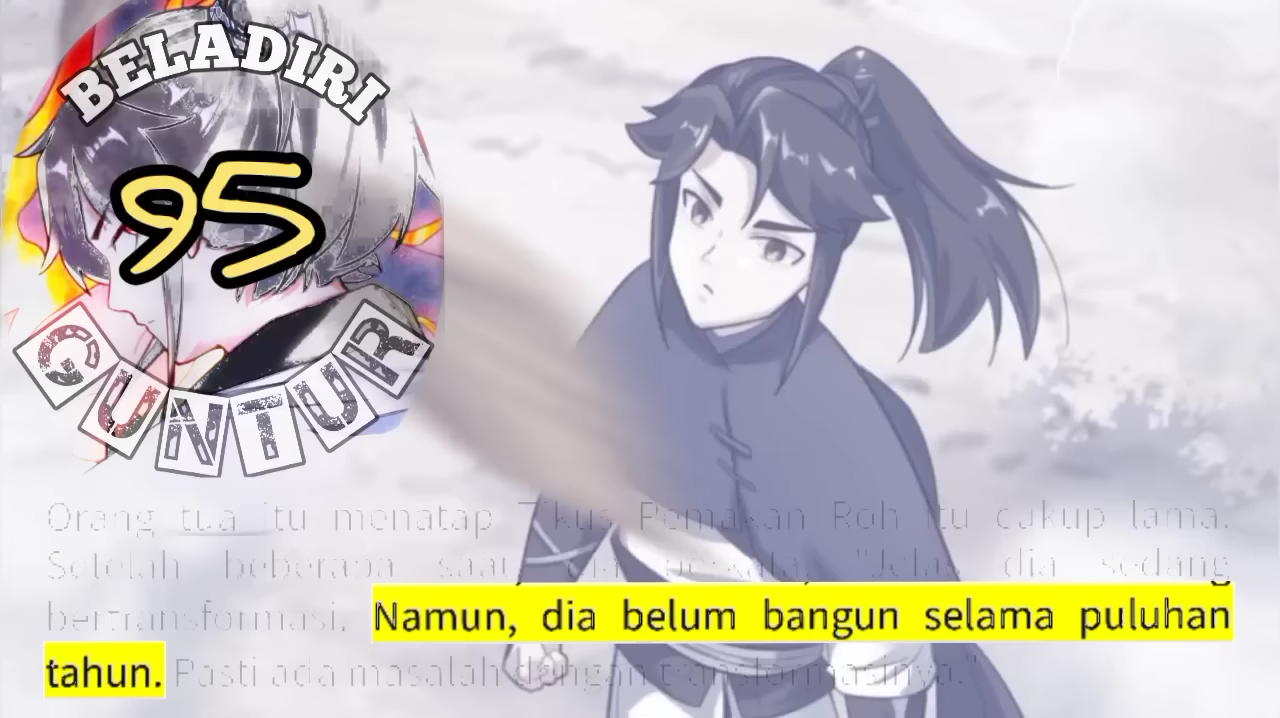 BELADIRI
95
GUNTUR
Orang tua itu menatap Tikus Pemakan Roh itu cukup lama.
Setelah beberapa saat, dia berkata, "Jelas dia sedang
bertransformasi. Namun, dia belum bangun selama puluhan
tahun. Pasti ada masalah dengan transformasinya."